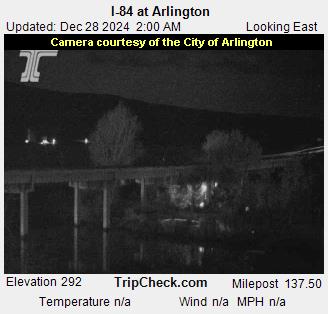 I-84 at Arlington
Updated: Dec 28 2024 2:00 AM Looking East
Camera courtesy of the City of Arlington
Elevation 292 TripCheck.com Milepost 137.50
Temperature n/a Wind n/a MPH n/a